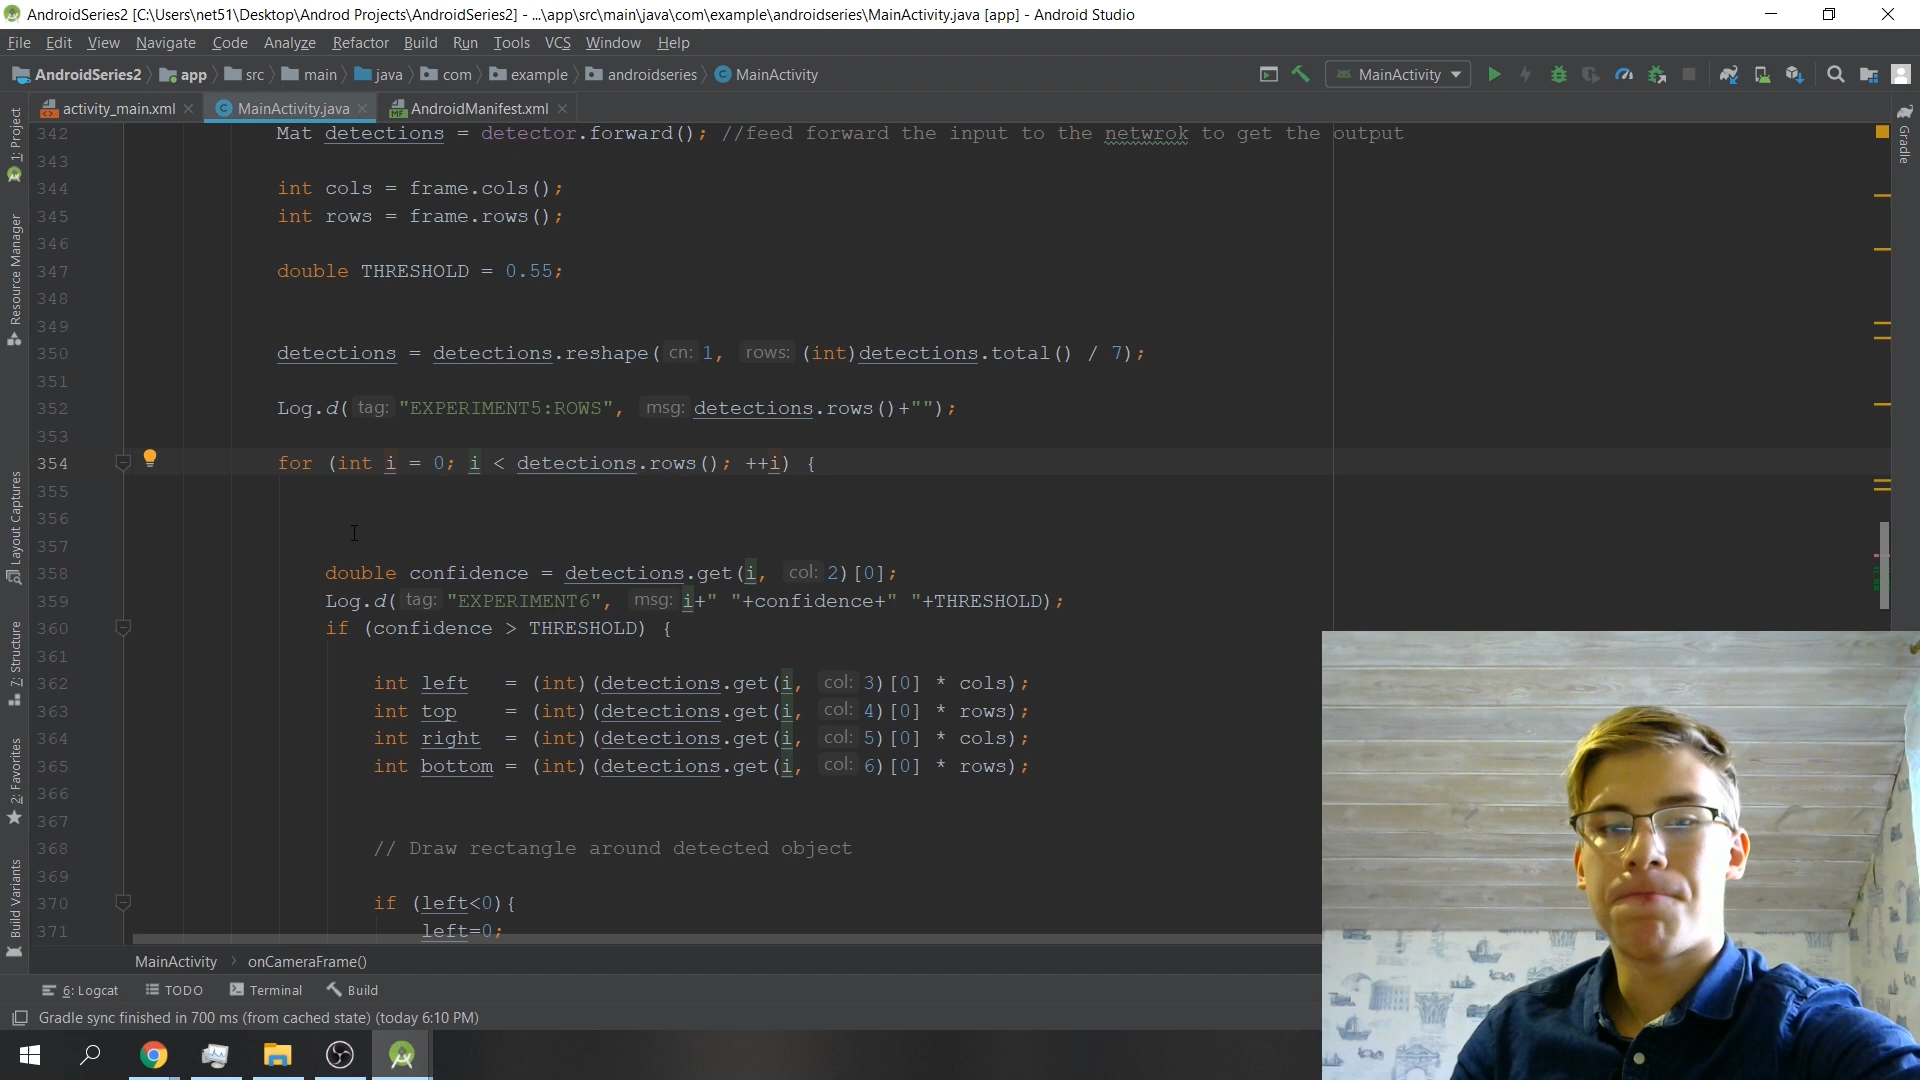 AndroidSeries2 [C:\Users\net51\Desktop\Androd Projects\AndroidSeries2] - ...\app\src\main\java\com\example\androidseries\MainActivity.java [app] - Android Studio
File Edit View Navigate Code Analyze Refactor Build Run Tools VCS Window Help
AndroidSeries2 app src main java com example androidseries MainActivity MainActivity
activity_main.xml MainActivity.java AndroidManifest.xml
1: Project
Resource Manager
Layout Captures
7: Structure
2: Favorites
Build Variants
Gradle
342 Mat detections = detector.forward(); //feed forward the input to the netwrok to get the output
343
344 int cols = frame.cols();
345 int rows = frame.rows();
346
347 double THRESHOLD = 0.55;
348
349
350 detections = detections.reshape( cn: 1, rows: (int)detections.total() / 7);
351
352 Log.d( tag: "EXPERIMENT5:ROWS", msg: detections.rows()+"");
353
354 for (int i = 0; i < detections.rows(); ++i) {
355
356
357
358 double confidence = detections.get(i, col: 2)[0];
359 Log.d( tag: "EXPERIMENT6", msg: i+" "+confidence+" "+THRESHOLD);
360 if (confidence > THRESHOLD) {
361
362 int left = (int)(detections.get(i, col: 3)[0] * cols);
363 int top = (int)(detections.get(i, col: 4)[0] * rows);
364 int right = (int)(detections.get(i, col: 5)[0] * cols);
365 int bottom = (int)(detections.get(i, col: 6)[0] * rows);
366
367
368 // Draw rectangle around detected object
369
370 if (left<0){
371 left=0;
MainActivity onCameraFrame()
6: Logcat TODO Terminal Build
Gradle sync finished in 700 ms (from cached state) (today 6:10 PM)